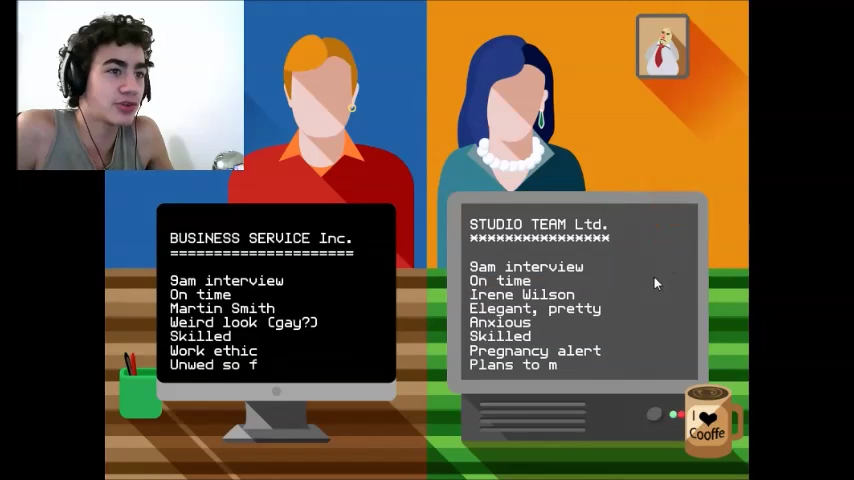 BUSINESS SERVICE Inc.
=====================
9am interview
On time
Martin Smith
Weird look (gay?)
Skilled
Work ethic
Unwed so f
STUDIO TEAM Ltd.
****************
9am interview
On time
Irene Wilson
Elegant, pretty
Anxious
Skilled
Pregnancy alert
Plans to m
I ♥
Cooffe